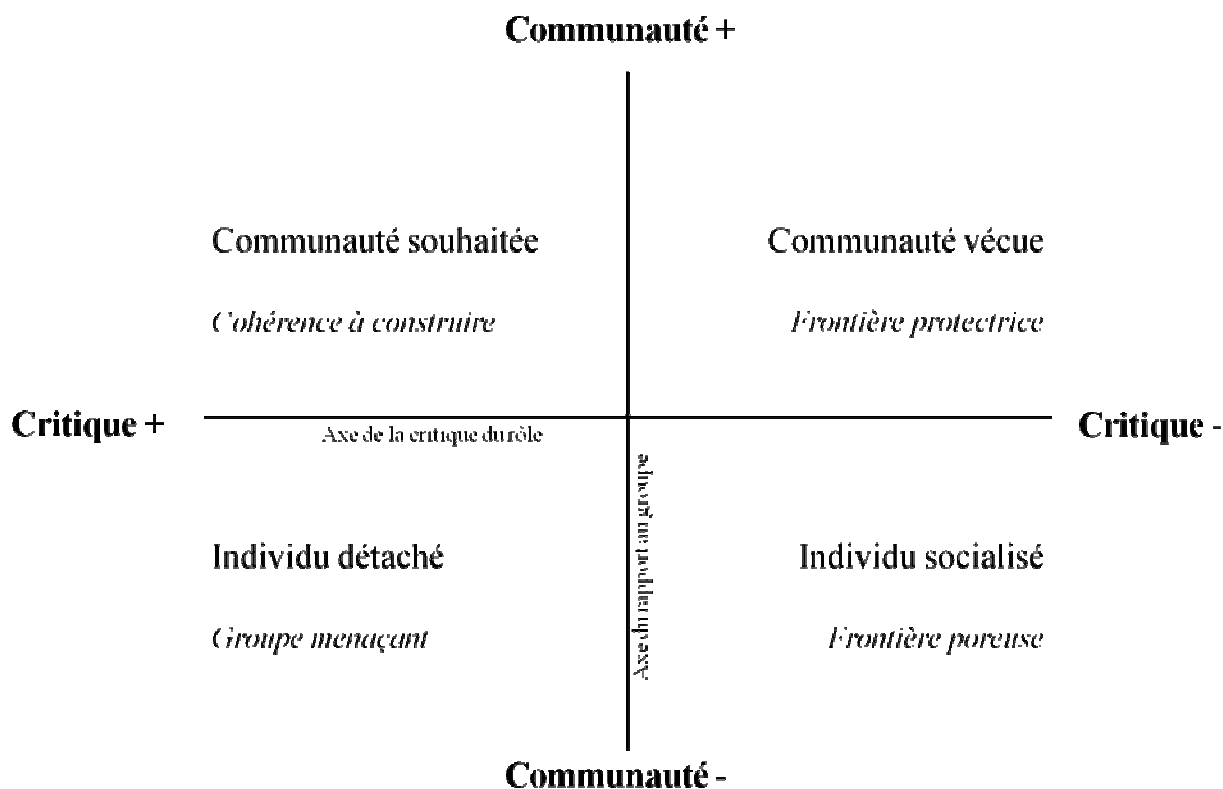 Communauté +
Communauté souhaitée
Communauté vécue
Cohérence à construire
Frontière protectrice
Critique +
Critique -
Axe de la critique du rôle
Axe du rapport au groupe
Individu détaché
Individu socialisé
Groupe menaçant
Frontière poreuse
Communauté -